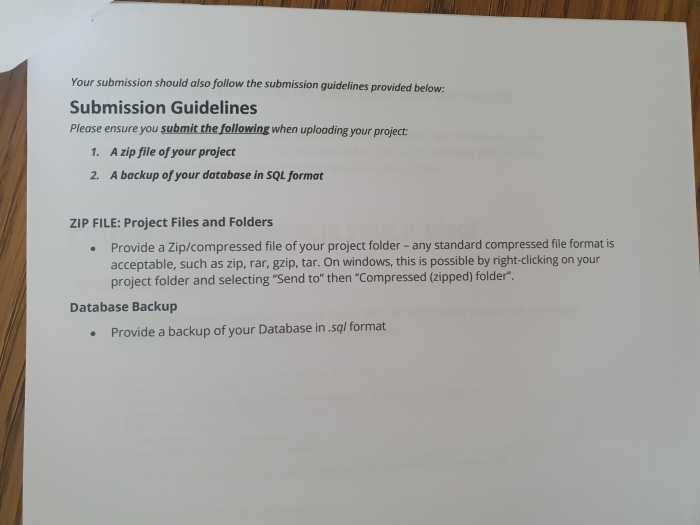 Your submission should also follow the submission guidelines provided below:
Submission Guidelines
Please ensure you submit the following when uploading your project:
1. A zip file of your project
2. A backup of your database in SQL format
ZIP FILE: Project Files and Folders
• Provide a Zip/compressed file of your project folder – any standard compressed file format is
acceptable, such as zip, rar, gzip, tar. On windows, this is possible by right-clicking on your
project folder and selecting “Send to” then “Compressed (zipped) folder”.
Database Backup
• Provide a backup of your Database in .sql format